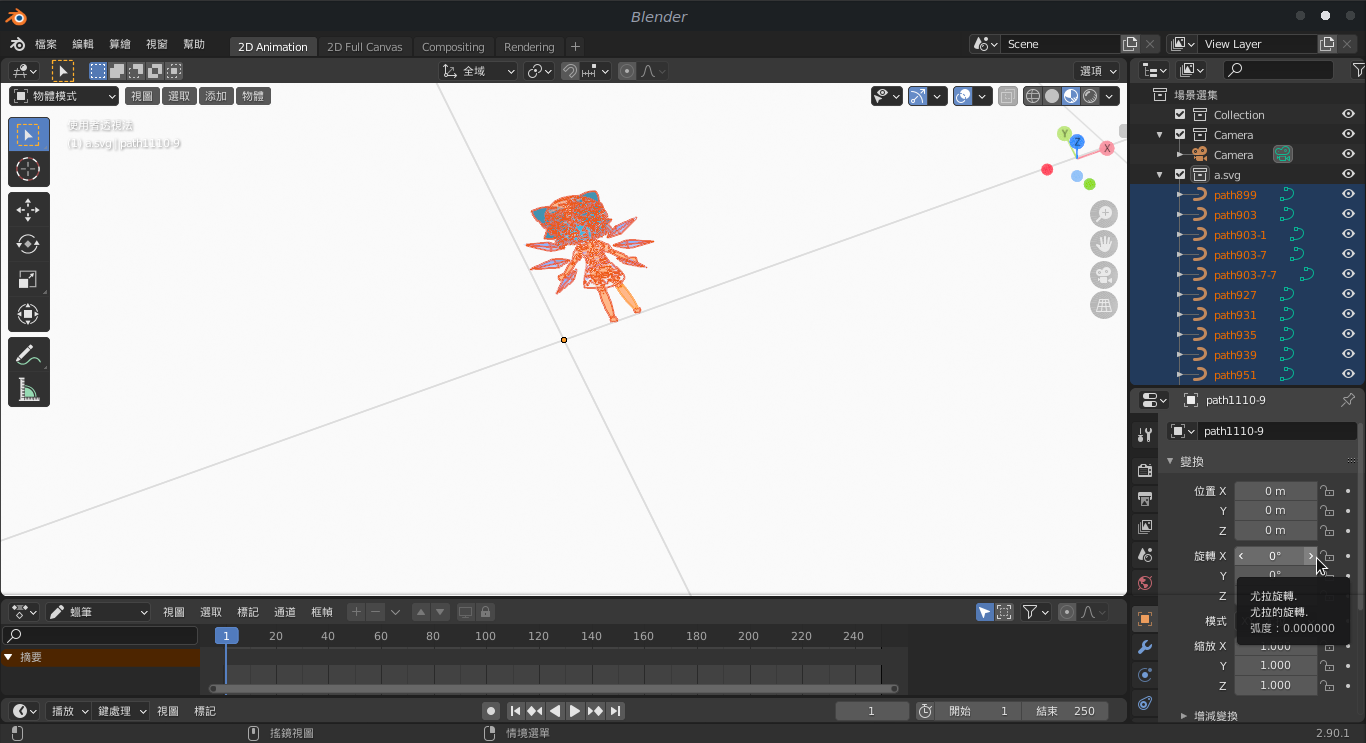 Blender
檔案 編輯 算繪 視窗 幫助 2D Animation 2D Full Canvas Compositing Rendering + Scene View Layer
全域 選項
物體模式 視圖 選取 添加 物體
使用者透視法
(1) a.svg | path1110-9
Y Z X
場景選集
Collection
Camera
Camera
a.svg
path899
path903
path903-1
path903-7
path903-7-7
path927
path931
path935
path939
path951
path1110-9
path1110-9
變換
位置 X 0 m
Y 0 m
Z 0 m
旋轉 X 0°
Y 0°
Z
尤拉旋轉.
尤拉的旋轉.
弧度：0.000000
模式
縮放 X 1.000
Y 1.000
Z 1.000
增減變換
蠟筆 視圖 選取 標記 通道 框幀
1 20 40 60 80 100 120 140 160 180 200 220 240
摘要
播放 鍵處理 視圖 標記 1 開始 1 結束 250
搖鏡視圖 情境選單 2.90.1